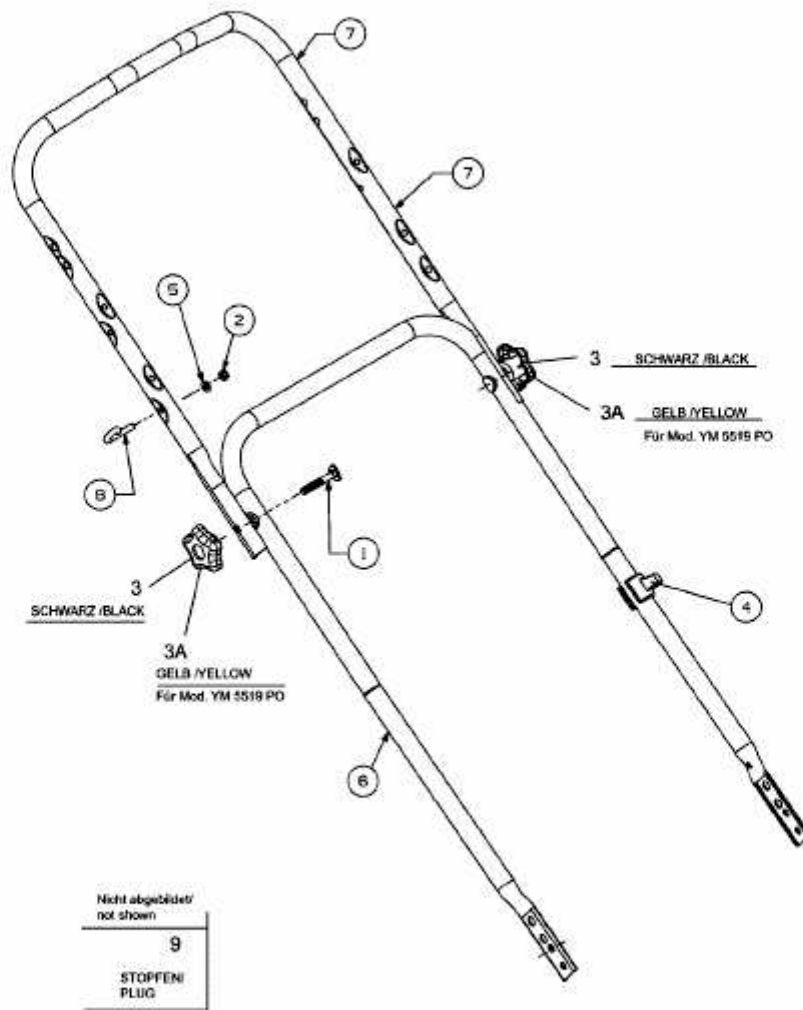 7
7
5
2
3 SCHWARZ /BLACK
3A GELB /YELLOW
Für Mod. YM 5519 PO
8
1
3
SCHWARZ /BLACK
4
3A
GELB /YELLOW
Für Mod. YM 5519 PO
6
Nicht abgebildet/
not shown
9
STOPFEN/
PLUG